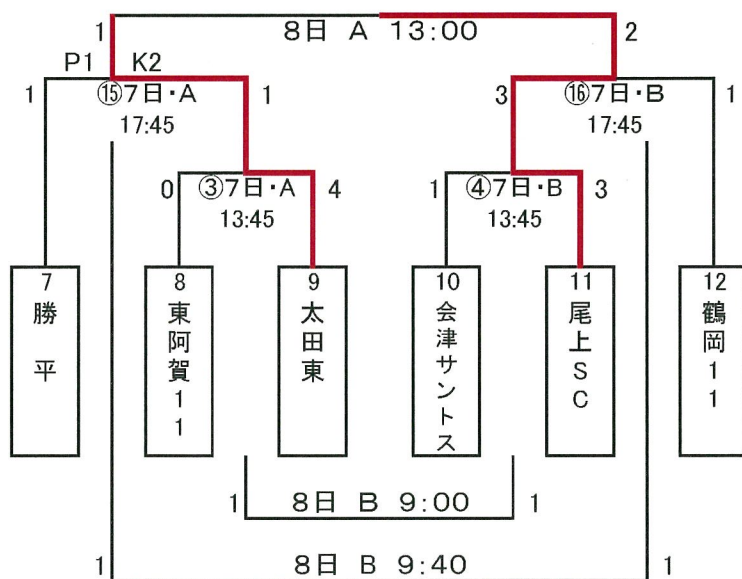 1 8日 A 13:00 2
P1 K2
1 ⑮7日・A 1 3 ⑯7日・B 1
17:45 17:45
0 ③7日・A 4 1 ④7日・B 3
13:45 13:45
7 8 9 10 11 12
勝平
東阿賀11
太田東
会津サントス
尾上SC
鶴岡11
1 8日 B 9:00 1
1 8日 B 9:40 1